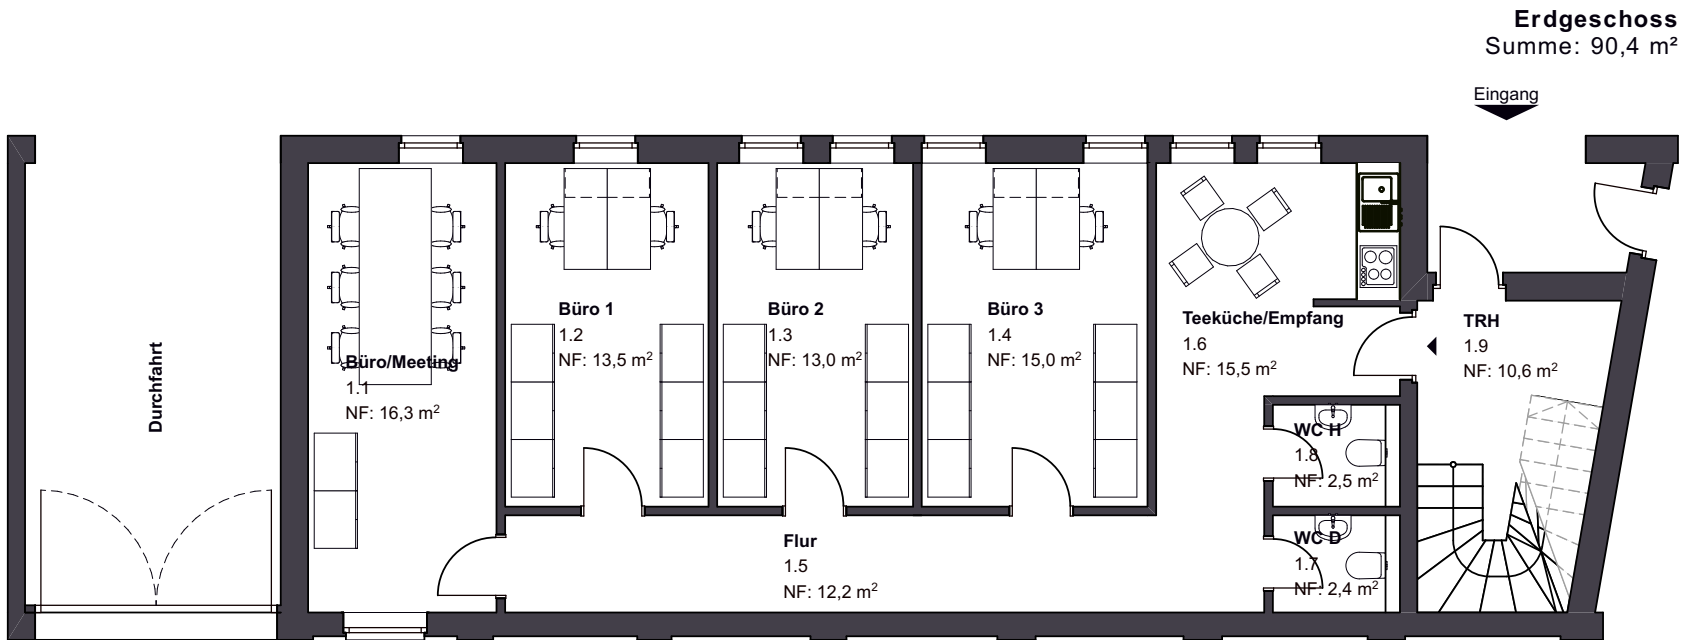 Erdgeschoss
Summe: 90,4 m²
Eingang
Durchfahrt
Büro/Meeting
1.1
NF: 16,3 m²
Büro 1
1.2
NF: 13,5 m²
Büro 2
1.3
NF: 13,0 m²
Büro 3
1.4
NF: 15,0 m²
Teeküche/Empfang
1.6
NF: 15,5 m²
TRH
1.9
NF: 10,6 m²
WC H
1.8
NF: 2,5 m²
Flur
1.5
NF: 12,2 m²
WC D
1.7
NF: 2,4 m²